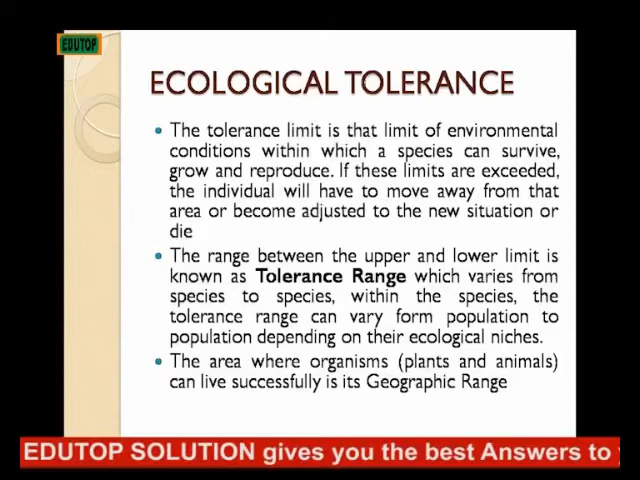 EDUTOP
ECOLOGICAL TOLERANCE
The tolerance limit is that limit of environmental
conditions within which a species can survive,
grow and reproduce. If these limits are exceeded,
the individual will have to move away from that
area or become adjusted to the new situation or
die
The range between the upper and lower limit is
known as Tolerance Range which varies from
species to species, within the species, the
tolerance range can vary form population to
population depending on their ecological niches.
The area where organisms (plants and animals)
can live successfully is its Geographic Range
EDUTOP SOLUTION gives you the best Answers to